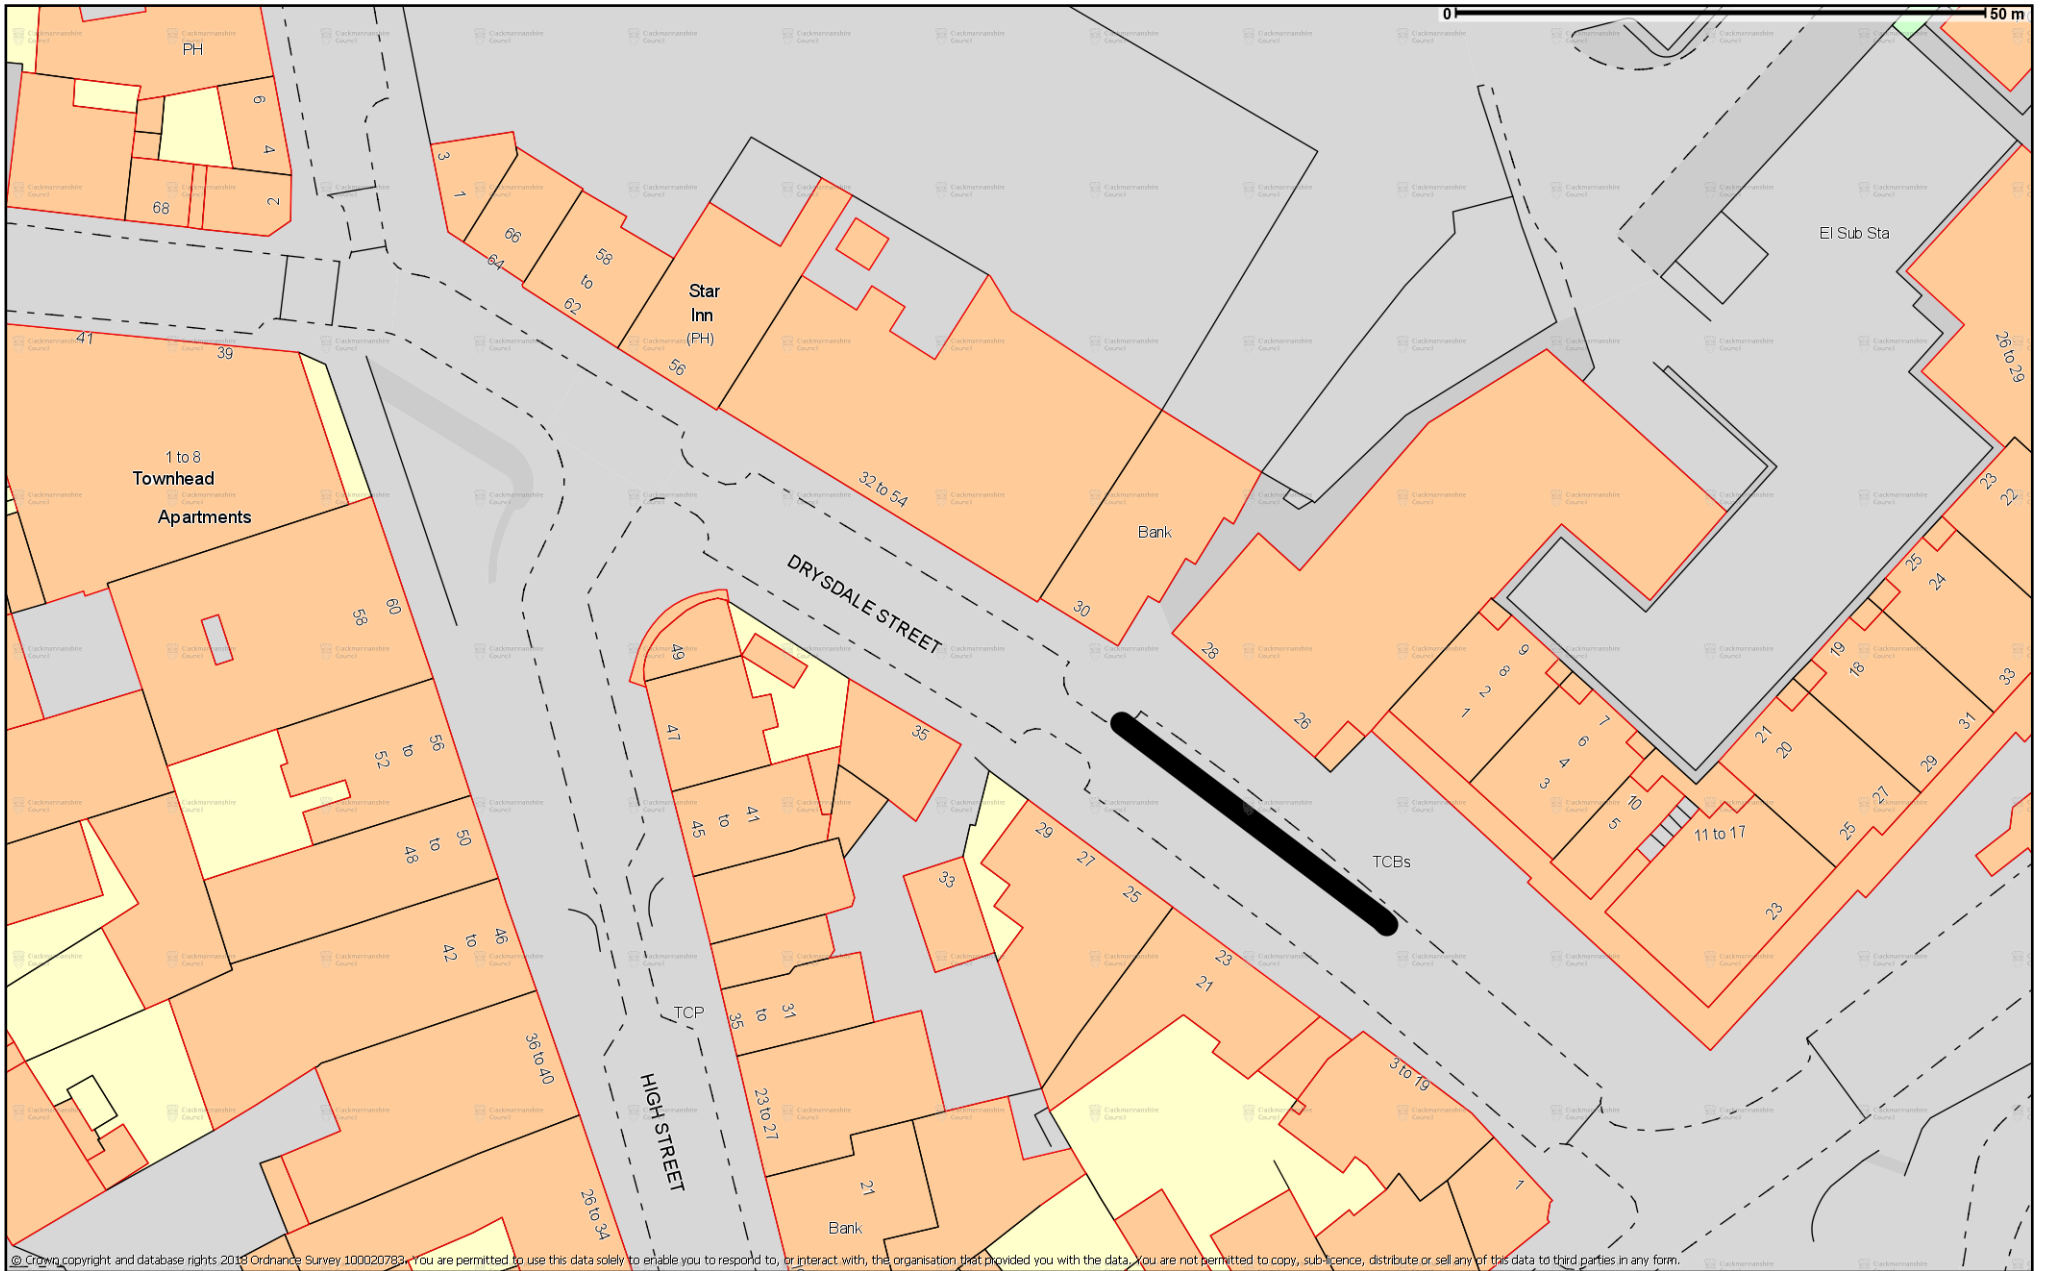 0 50 m
PH
6
4
2
68
3
1
66
64
58
to
62
Star
Inn
(PH)
56
El Sub Sta
26 to 29
41
39
1 to 8
Townhead
Apartments
32 to 54
Bank
30
DRYSDALE STREET
23
22
25
24
19
18
33
31
29
27
25
21
20
11 to 17
23
28
26
9
8
2
1
7
6
4
3
10
5
60
58
49
47
35
56
to
52
41
to
45
50
to
48
TCBs
29
27
25
33
46
to
42
23
21
TCP
31
to
35
36 to 40
3 to 19
HIGH STREET
23 to 27
21
Bank
1
26 to 34
Clackmannanshire
Council
© Crown copyright and database rights 2018 Ordnance Survey 100020783. You are permitted to use this data solely to enable you to respond to, or interact with, the organisation that provided you with the data. You are not permitted to copy, sub-licence, distribute or sell any of this data to third parties in any form.